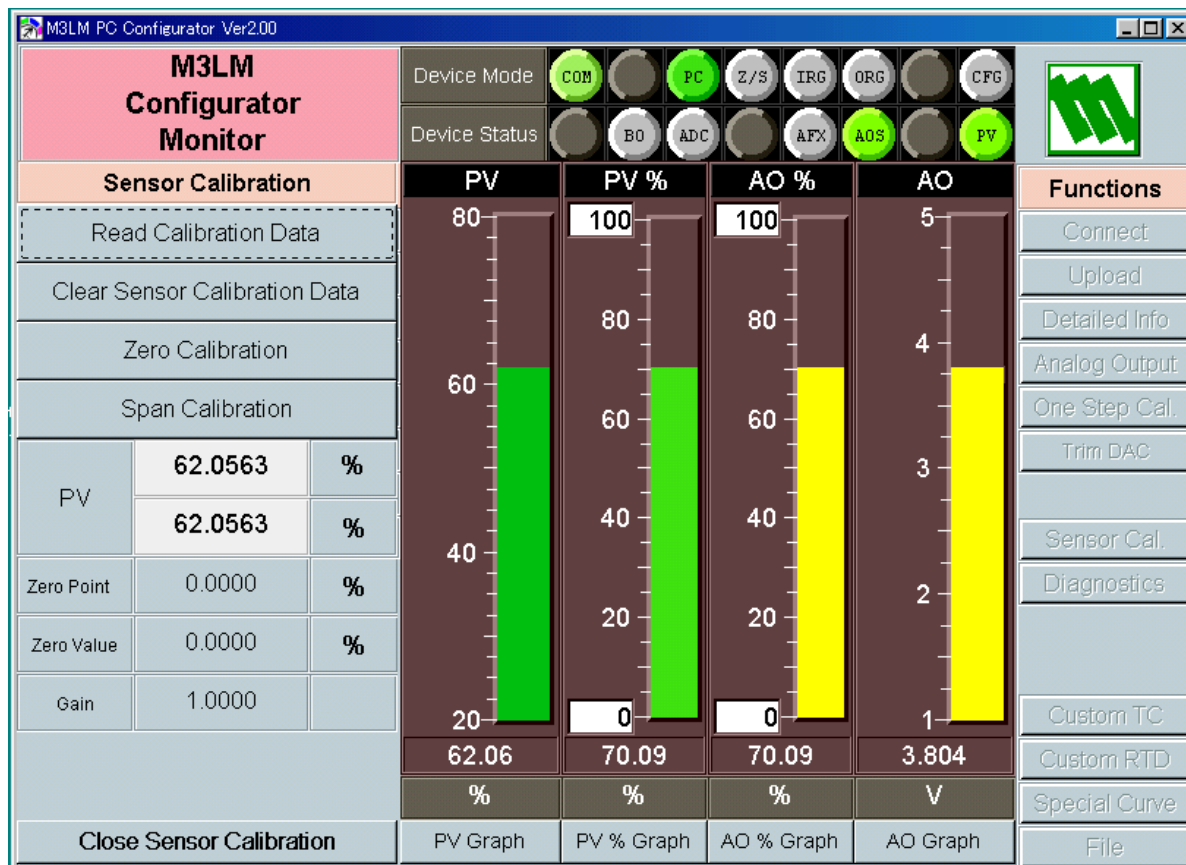 M3LM PC Configurator Ver2.00
M3LM
Configurator
Monitor
Device Mode
COM
PC
Z/S
IRG
ORG
CFG
Device Status
BO
ADC
AFX
AOS
PV
Sensor Calibration
Read Calibration Data
Clear Sensor Calibration Data
Zero Calibration
Span Calibration
PV
62.0563 %
62.0563 %
Zero Point 0.0000 %
Zero Value 0.0000 %
Gain 1.0000
Close Sensor Calibration
PV
80
60
40
20
62.06
%
PV Graph
PV %
100
80
60
40
20
0
70.09
%
PV % Graph
AO %
100
80
60
40
20
0
70.09
%
AO % Graph
AO
5
4
3
2
1
3.804
V
AO Graph
Functions
Connect
Upload
Detailed Info
Analog Output
One Step Cal.
Trim DAC
Sensor Cal.
Diagnostics
Custom TC
Custom RTD
Special Curve
File